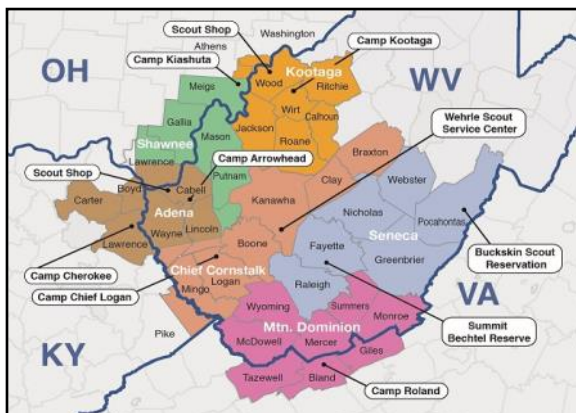 Washington
Scout Shop
Camp Kootaga
Athens
Camp Kiashuta
OH
WV
Kootaga
Wood
Ritchie
Meigs
Wirt
Wehrle Scout
Service Center
Gallia
Jackson
Calhoun
Mason
Roane
Shawnee
Lawrence
Camp Arrowhead
Braxton
Scout Shop
Putnam
Clay
Webster
Boyd
Cabell
Carter
Kanawha
Adena
Nicholas
Pocahontas
Wayne
Lincoln
Seneca
Lawrence
Boone
Fayette
Greenbrier
Buckskin Scout
Reservation
Camp Cherokee
Chief Cornstalk
Camp Chief Logan
Logan
Mingo
Raleigh
VA
Wyoming
Summers
Monroe
Summit
Bechtel Reserve
Pike
Mtn. Dominion
KY
McDowell
Mercer
Giles
Tazewell
Bland
Camp Roland